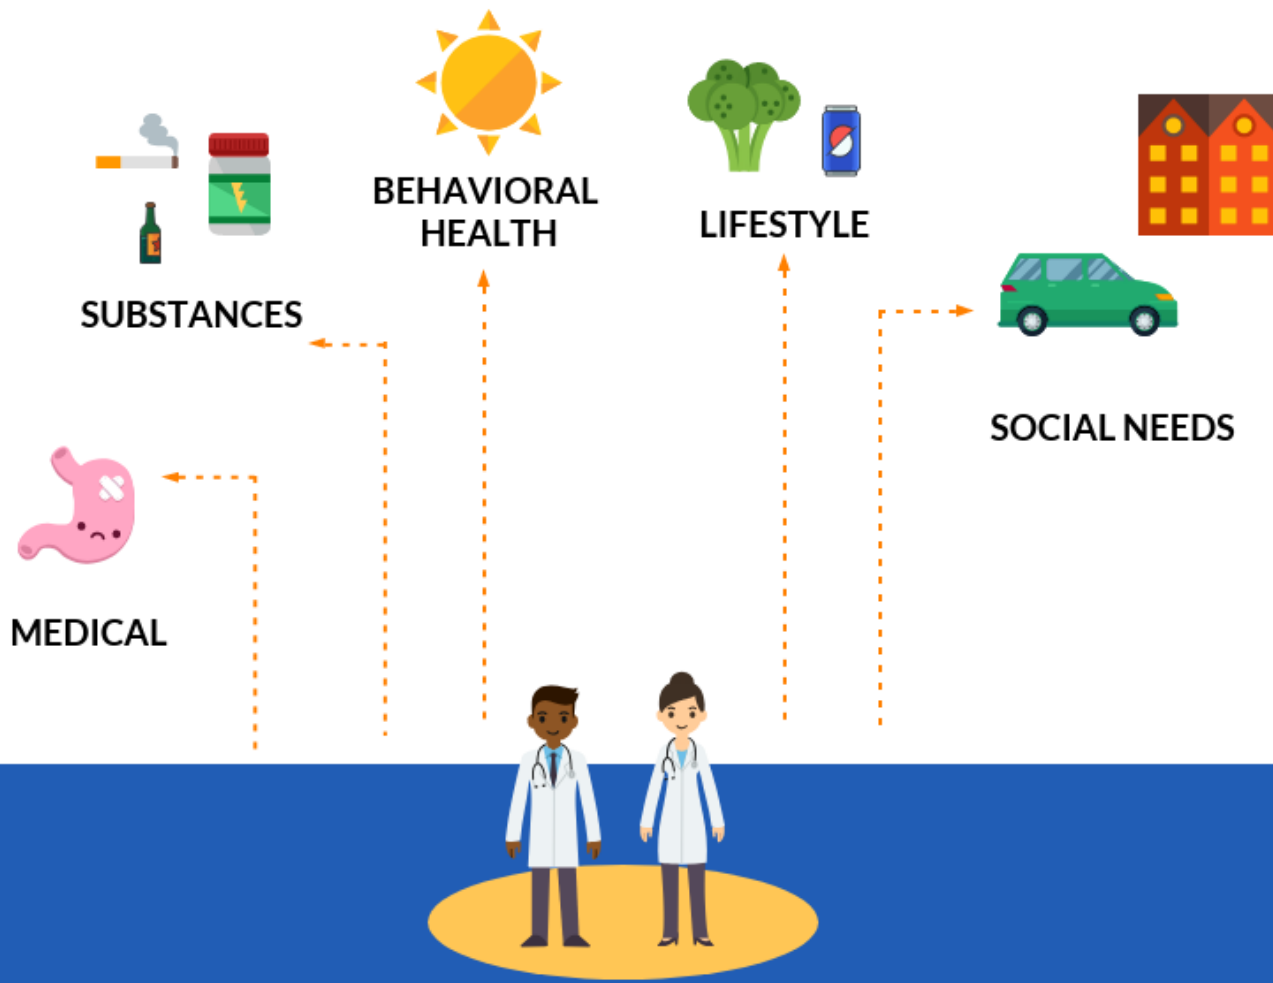 BEHAVIORAL
HEALTH
LIFESTYLE
SUBSTANCES
SOCIAL NEEDS
MEDICAL